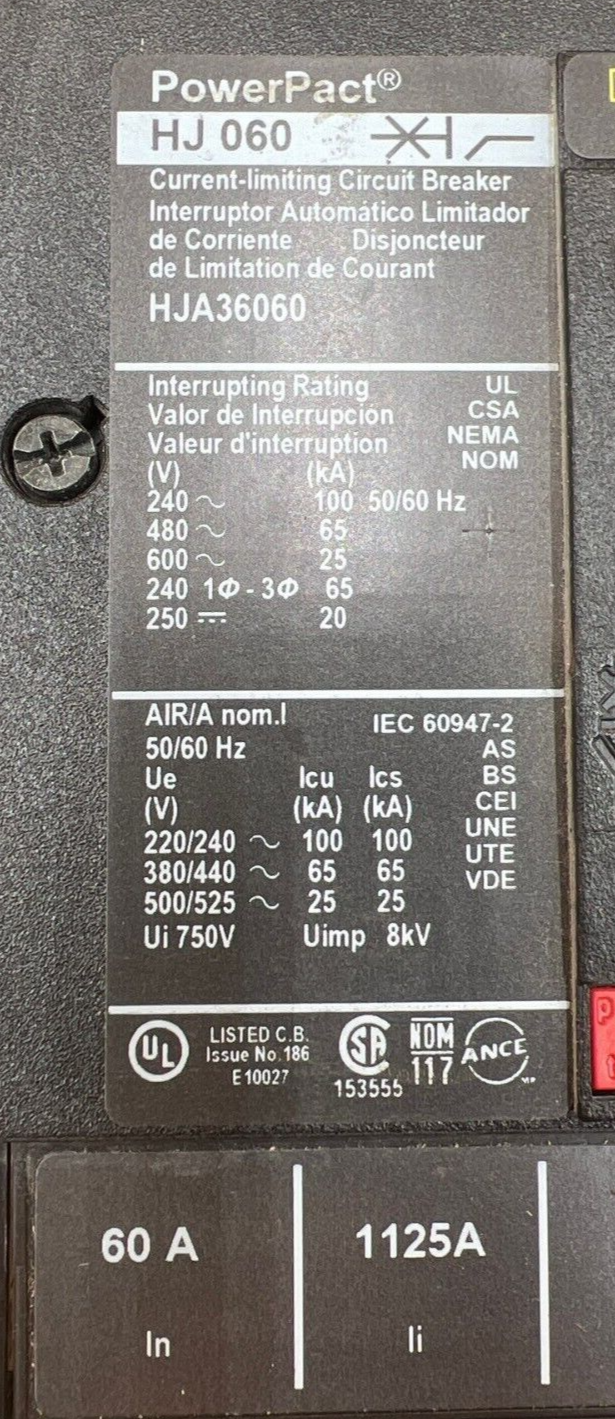 PowerPact®
HJ 060
Current-limiting Circuit Breaker
Interruptor Automático Limitador
de Corriente Disjoncteur
de Limitation de Courant
HJA36060
Interrupting Rating UL
Valor de Interrupción CSA
Valeur d'interruption NEMA
(V) (kA) NOM
240 ~ 100 50/60 Hz
480 ~ 65
600 ~ 25
240 1Φ - 3Φ 65
250 ⎓ 20
AIR/A nom.I IEC 60947-2
50/60 Hz AS
Ue Icu Ics BS
(V) (kA) (kA) CEI
220/240 ~ 100 100 UNE
380/440 ~ 65 65 UTE
500/525 ~ 25 25 VDE
Ui 750V Uimp 8kV
UL LISTED C.B.
Issue No.186
E10027
SA
153555
NOM
117
ANCE
60 A 1125A
In Ii